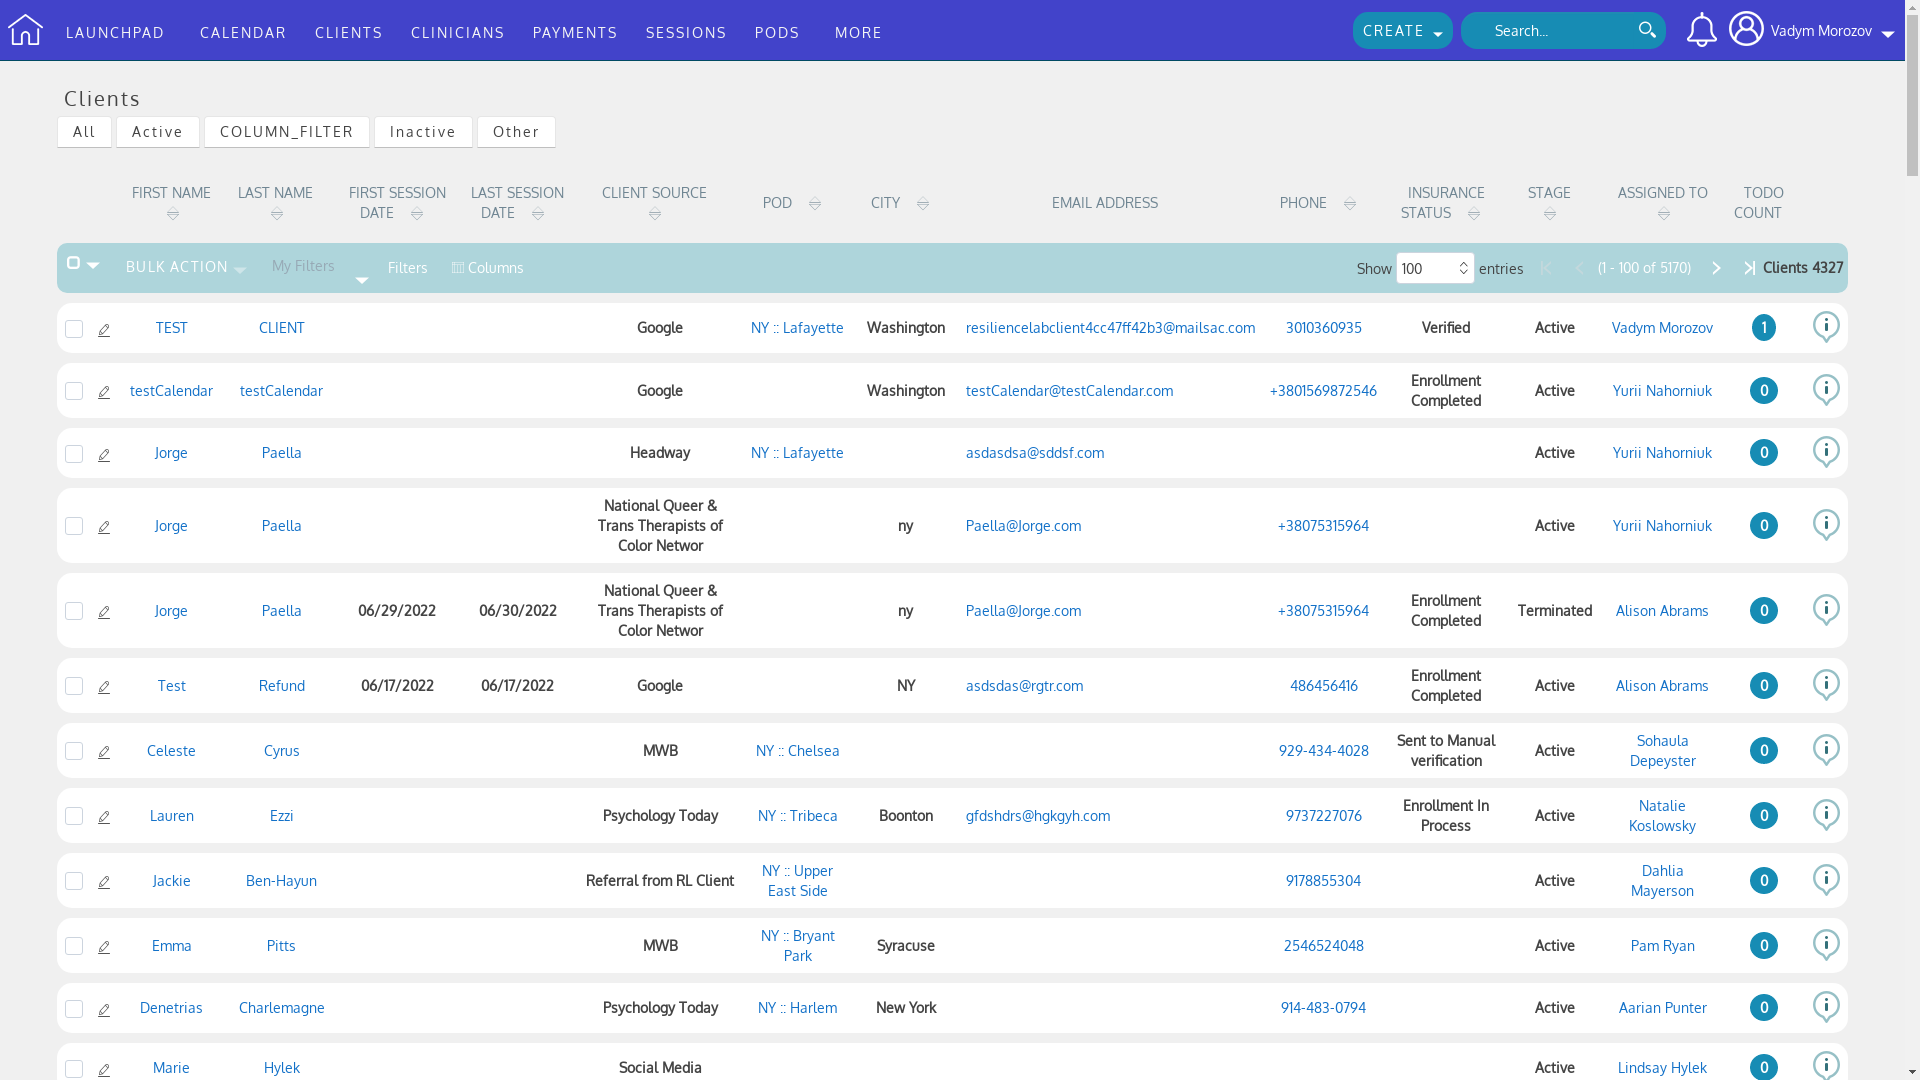 LAUNCHPAD CALENDAR CLIENTS CLINICIANS PAYMENTS SESSIONS PODS MORE CREATE Search... Vadym Morozov
Clients
All Active COLUMN_FILTER Inactive Other
FIRST NAME LAST NAME FIRST SESSION DATE LAST SESSION DATE CLIENT SOURCE POD CITY EMAIL ADDRESS PHONE INSURANCE STATUS STAGE ASSIGNED TO TODO COUNT
BULK ACTION My Filters Filters Columns Show 100 entries (1 - 100 of 5170) Clients 4327
TEST CLIENT Google NY :: Lafayette Washington resiliencelabclient4cc47ff42b3@mailsac.com 3010360935 Verified Active Vadym Morozov 1
testCalendar testCalendar Google Washington testCalendar@testCalendar.com +3801569872546 Enrollment Completed Active Yurii Nahorniuk 0
Jorge Paella Headway NY :: Lafayette asdasdsa@sddsf.com Active Yurii Nahorniuk 0
Jorge Paella National Queer & Trans Therapists of Color Networ ny Paella@Jorge.com +38075315964 Active Yurii Nahorniuk 0
Jorge Paella 06/29/2022 06/30/2022 National Queer & Trans Therapists of Color Networ ny Paella@Jorge.com +38075315964 Enrollment Completed Terminated Alison Abrams 0
Test Refund 06/17/2022 06/17/2022 Google NY asdsdas@rgtr.com 486456416 Enrollment Completed Active Alison Abrams 0
Celeste Cyrus MWB NY :: Chelsea 929-434-4028 Sent to Manual verification Active Sohaula Depeyster 0
Lauren Ezzi Psychology Today NY :: Tribeca Boonton gfdshdrs@hgkgyh.com 9737227076 Enrollment In Process Active Natalie Koslowsky 0
Jackie Ben-Hayun Referral from RL Client NY :: Upper East Side 9178855304 Active Dahlia Mayerson 0
Emma Pitts MWB NY :: Bryant Park Syracuse 2546524048 Active Pam Ryan 0
Denetrias Charlemagne Psychology Today NY :: Harlem New York 914-483-0794 Active Aarian Punter 0
Marie Hylek Social Media Active Lindsay Hylek 0